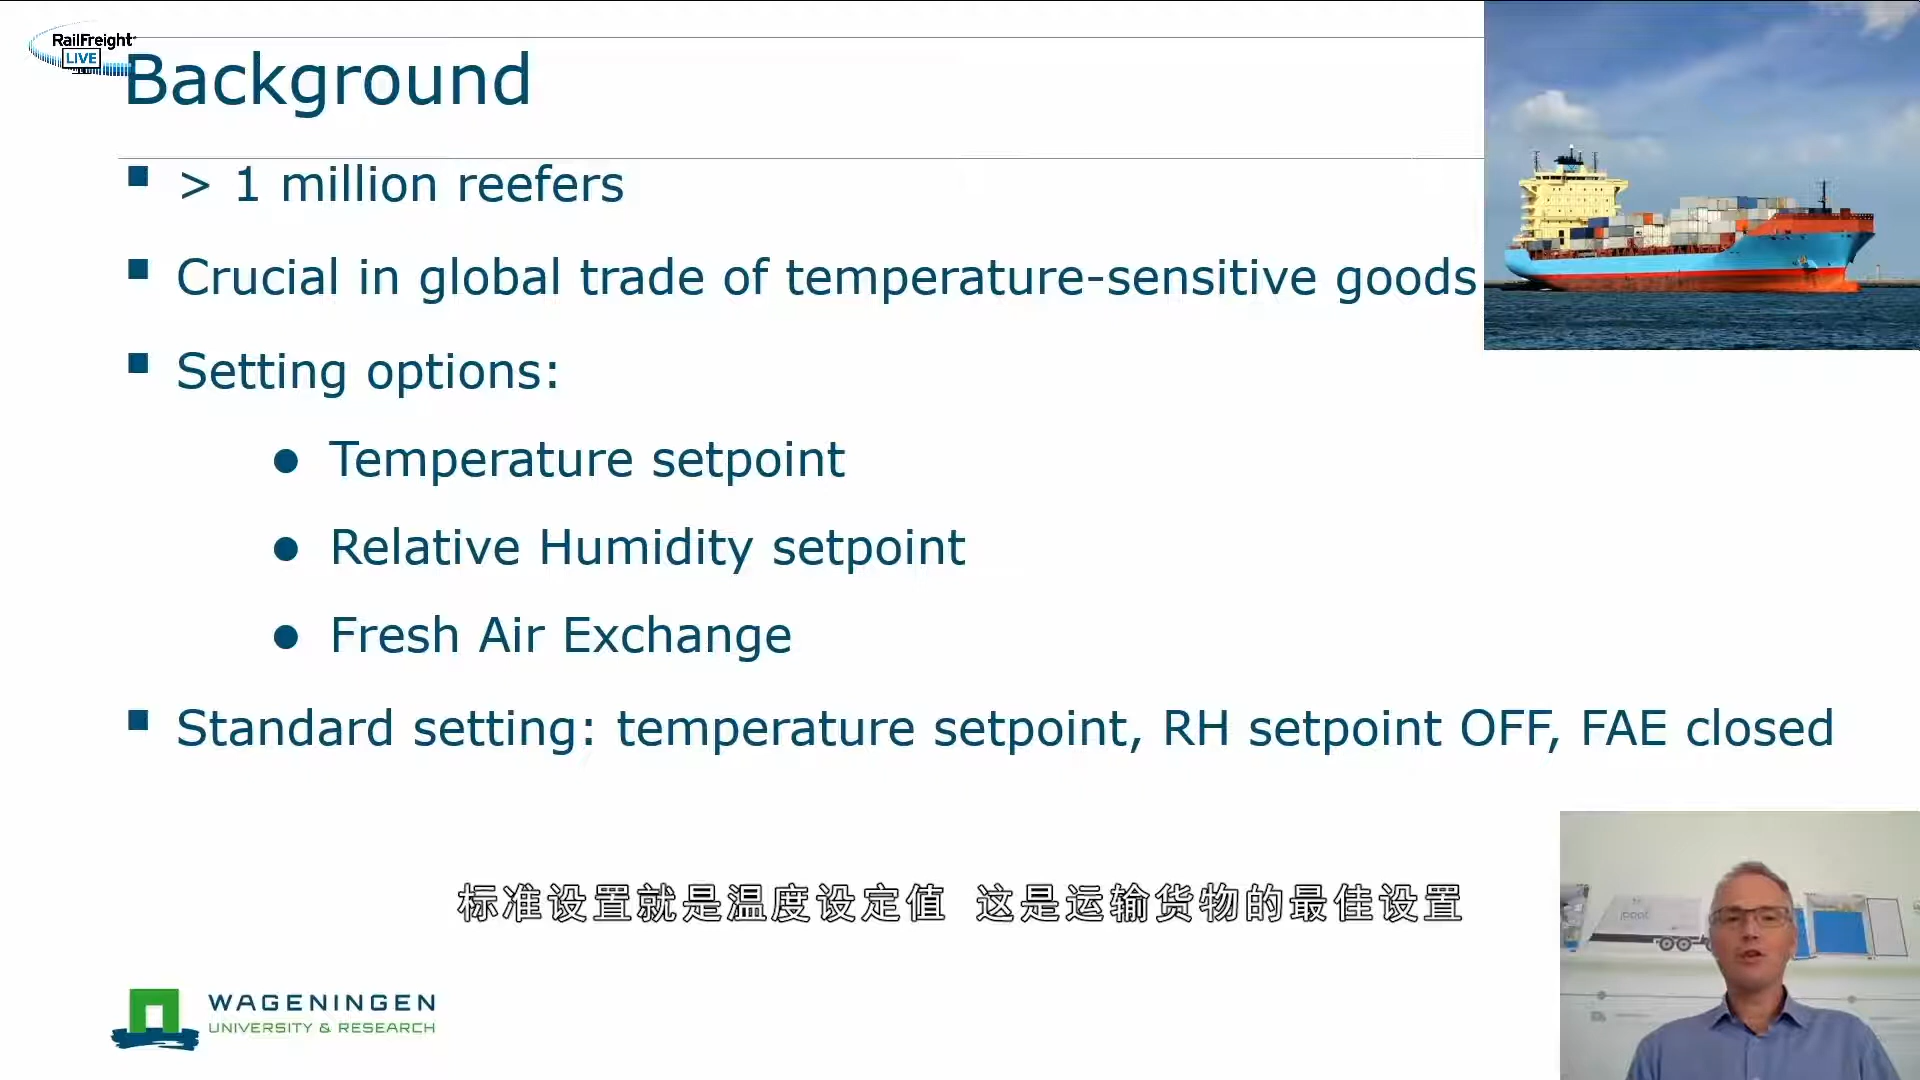 RailFreight
LIVE
Background
> 1 million reefers
Crucial in global trade of temperature-sensitive goods
Setting options:
Temperature setpoint
Relative Humidity setpoint
Fresh Air Exchange
Standard setting: temperature setpoint, RH setpoint OFF, FAE closed
标准设置就是温度设定值 这是运输货物的最佳设置
WAGENINGEN
UNIVERSITY & RESEARCH